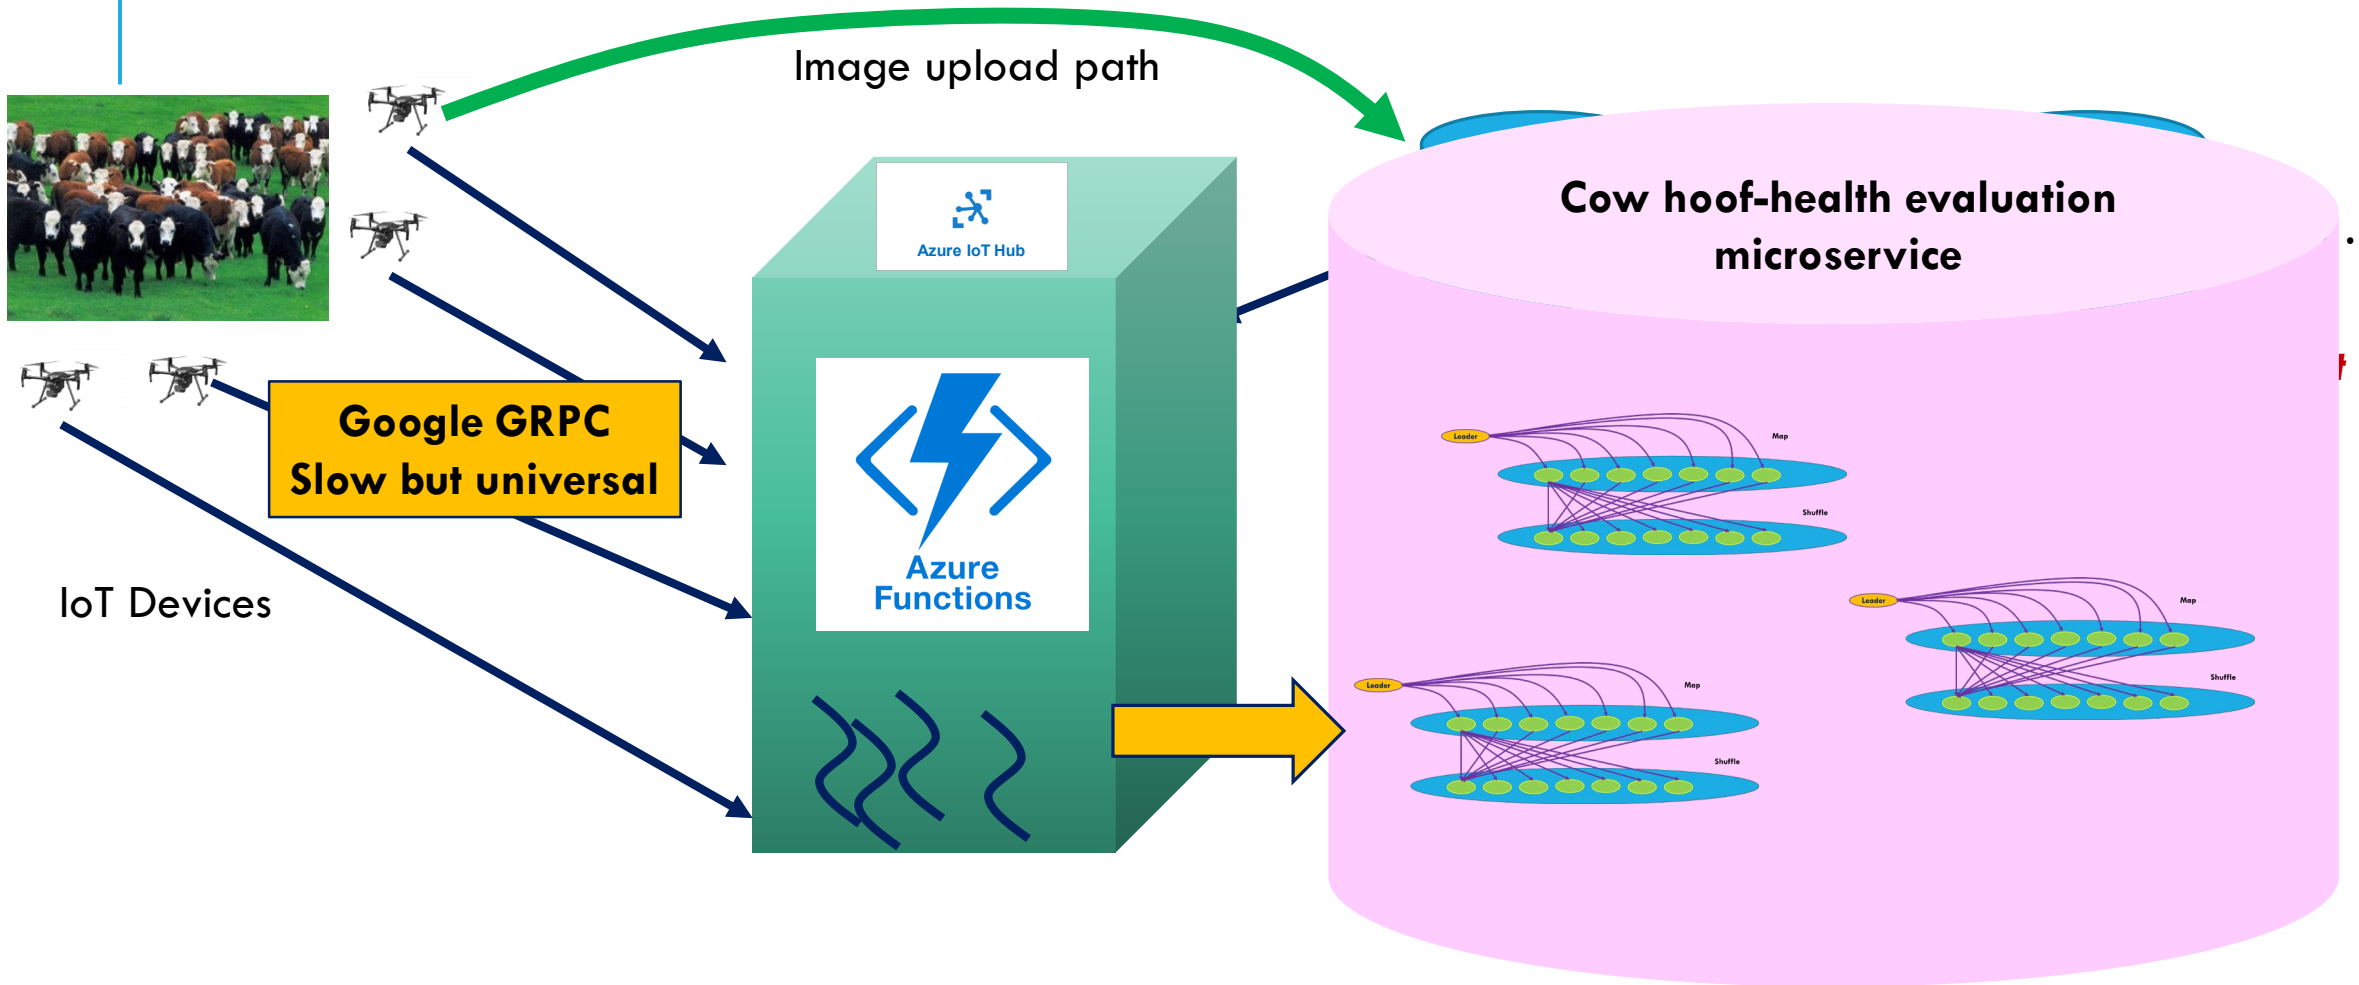 Image upload path
Cow hoof-health evaluation
microservice
Azure IoT Hub
Google GRPC
Slow but universal
Azure
Functions
IoT Devices
Leader
Map
Shuffle
Leader
Map
Shuffle
Leader
Map
Shuffle